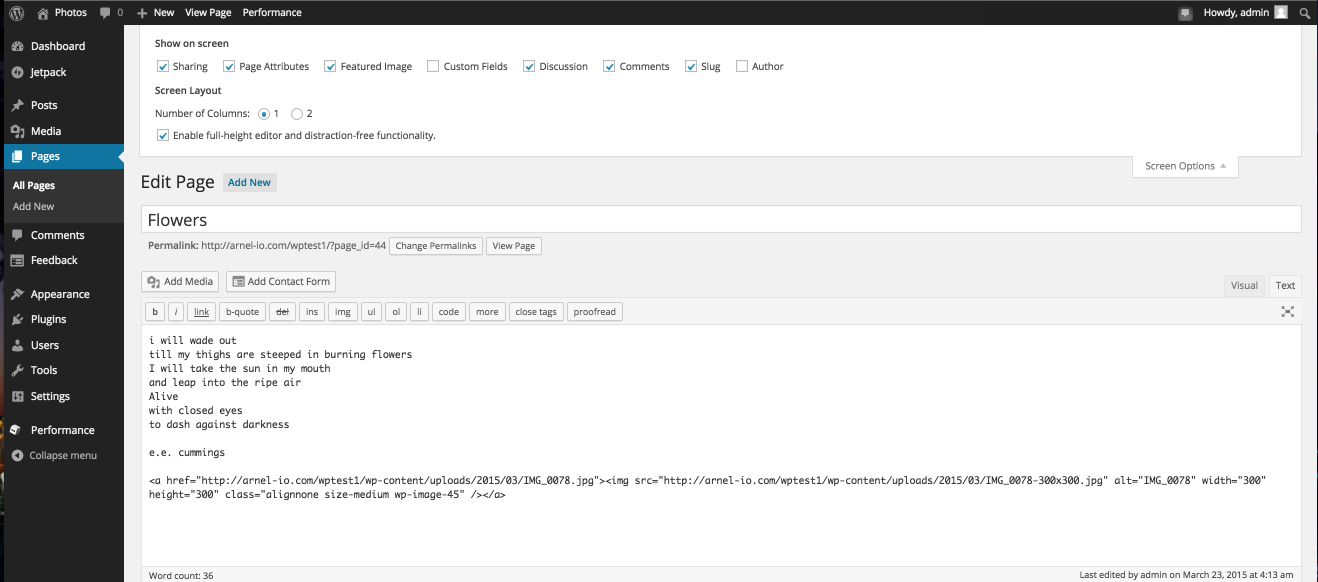 Photos 0 New View Page Performance Howdy, admin
Dashboard
Jetpack
Posts
Media
Pages
All Pages
Add New
Comments
Feedback
Appearance
Plugins
Users
Tools
Settings
Performance
Collapse menu
Show on screen
Sharing Page Attributes Featured Image Custom Fields Discussion Comments Slug Author
Screen Layout
Number of Columns: 1 2
Enable full-height editor and distraction-free functionality.
Screen Options
Edit Page Add New
Flowers
Permalink: http://arnel-io.com/wptest1/?page_id=44 Change Permalinks View Page
Add Media Add Contact Form
Visual Text
b i link b-quote del ins img ul ol li code more close tags proofread
i will wade out
till my thighs are steeped in burning flowers
I will take the sun in my mouth
and leap into the ripe air
Alive
with closed eyes
to dash against darkness
e.e. cummings
<a href="http://arnel-io.com/wptest1/wp-content/uploads/2015/03/IMG_0078.jpg"><img src="http://arnel-io.com/wptest1/wp-content/uploads/2015/03/IMG_0078-300x300.jpg" alt="IMG_0078" width="300"
height="300" class="alignnone size-medium wp-image-45" /></a>
Word count: 36 Last edited by admin on March 23, 2015 at 4:13 am